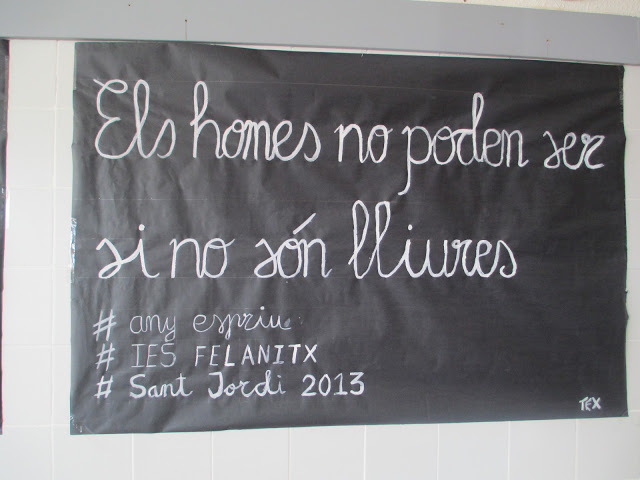 Els homes no poden ser
si no són lliures
# any espriu
# IES FELANITX
# Sant Jordi 2013
TEX